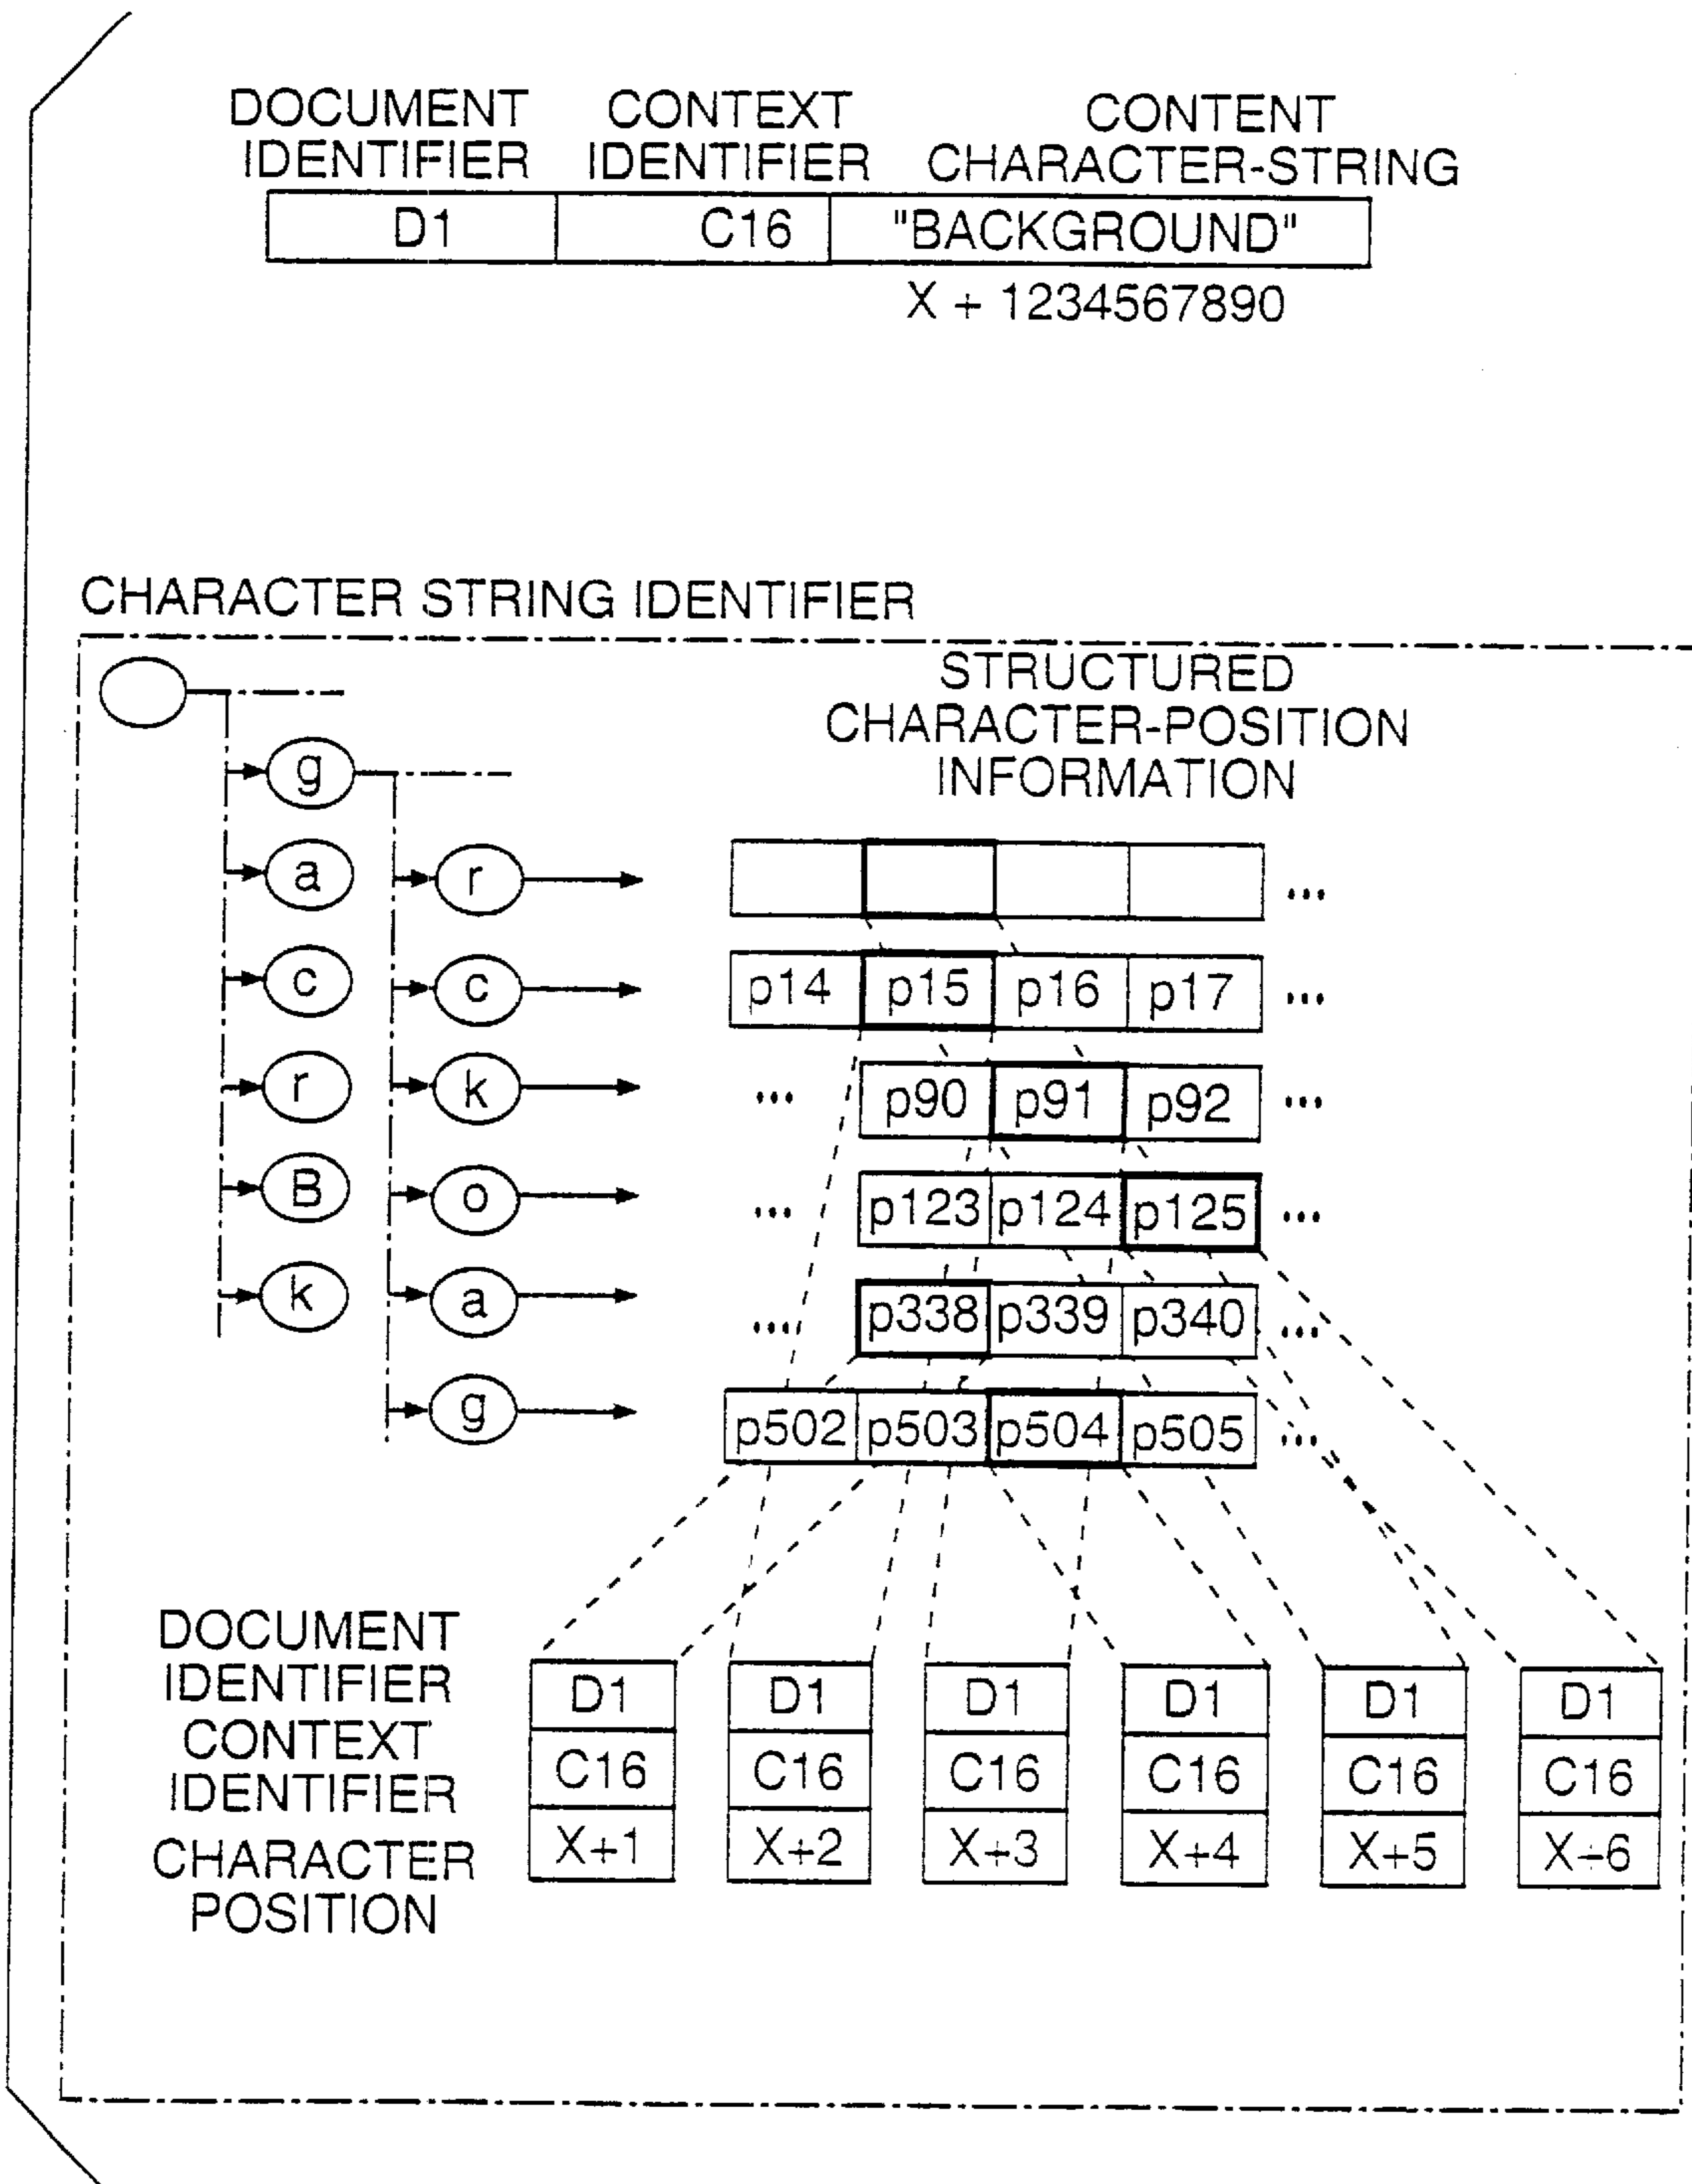 DOCUMENT IDENTIFIER
CONTEXT IDENTIFIER
CONTENT CHARACTER-STRING
D1 C16 "BACKGROUND"
X + 1234567890
CHARACTER STRING IDENTIFIER
STRUCTURED
CHARACTER-POSITION
INFORMATION
g
a r
c c p14 p15 p16 p17 ...
r k ... p90 p91 p92 ...
B o ... p123 p124 p125 ...
k a ... p338 p339 p340 ...
g p502 p503 p504 p505 ...
DOCUMENT IDENTIFIER D1 D1 D1 D1 D1 D1
CONTEXT IDENTIFIER C16 C16 C16 C16 C16 C16
CHARACTER POSITION X+1 X+2 X+3 X+4 X+5 X+6